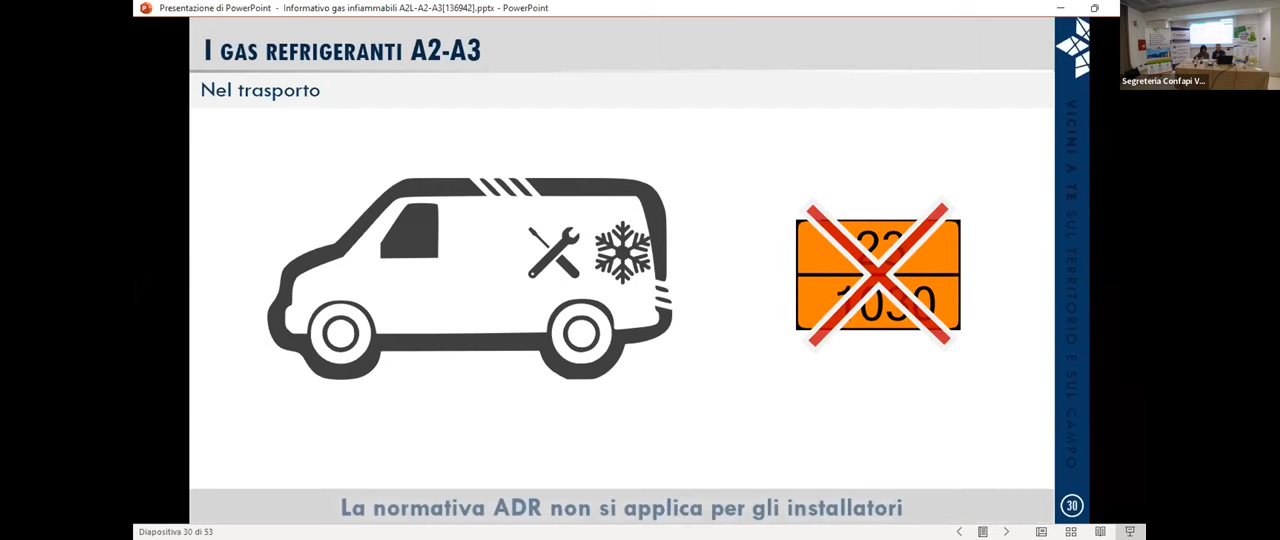 Presentazione di PowerPoint - Informativo gas infiammabili A2L-A2-A3[136942].pptx - PowerPoint
I GAS REFRIGERANTI A2-A3
Nel trasporto
Segreteria Confapi V...
23
1030
VICINI A TE SUL TERRITORIO E SUL CAMPO
La normativa ADR non si applica per gli installatori
30
Diapositiva 30 di 53